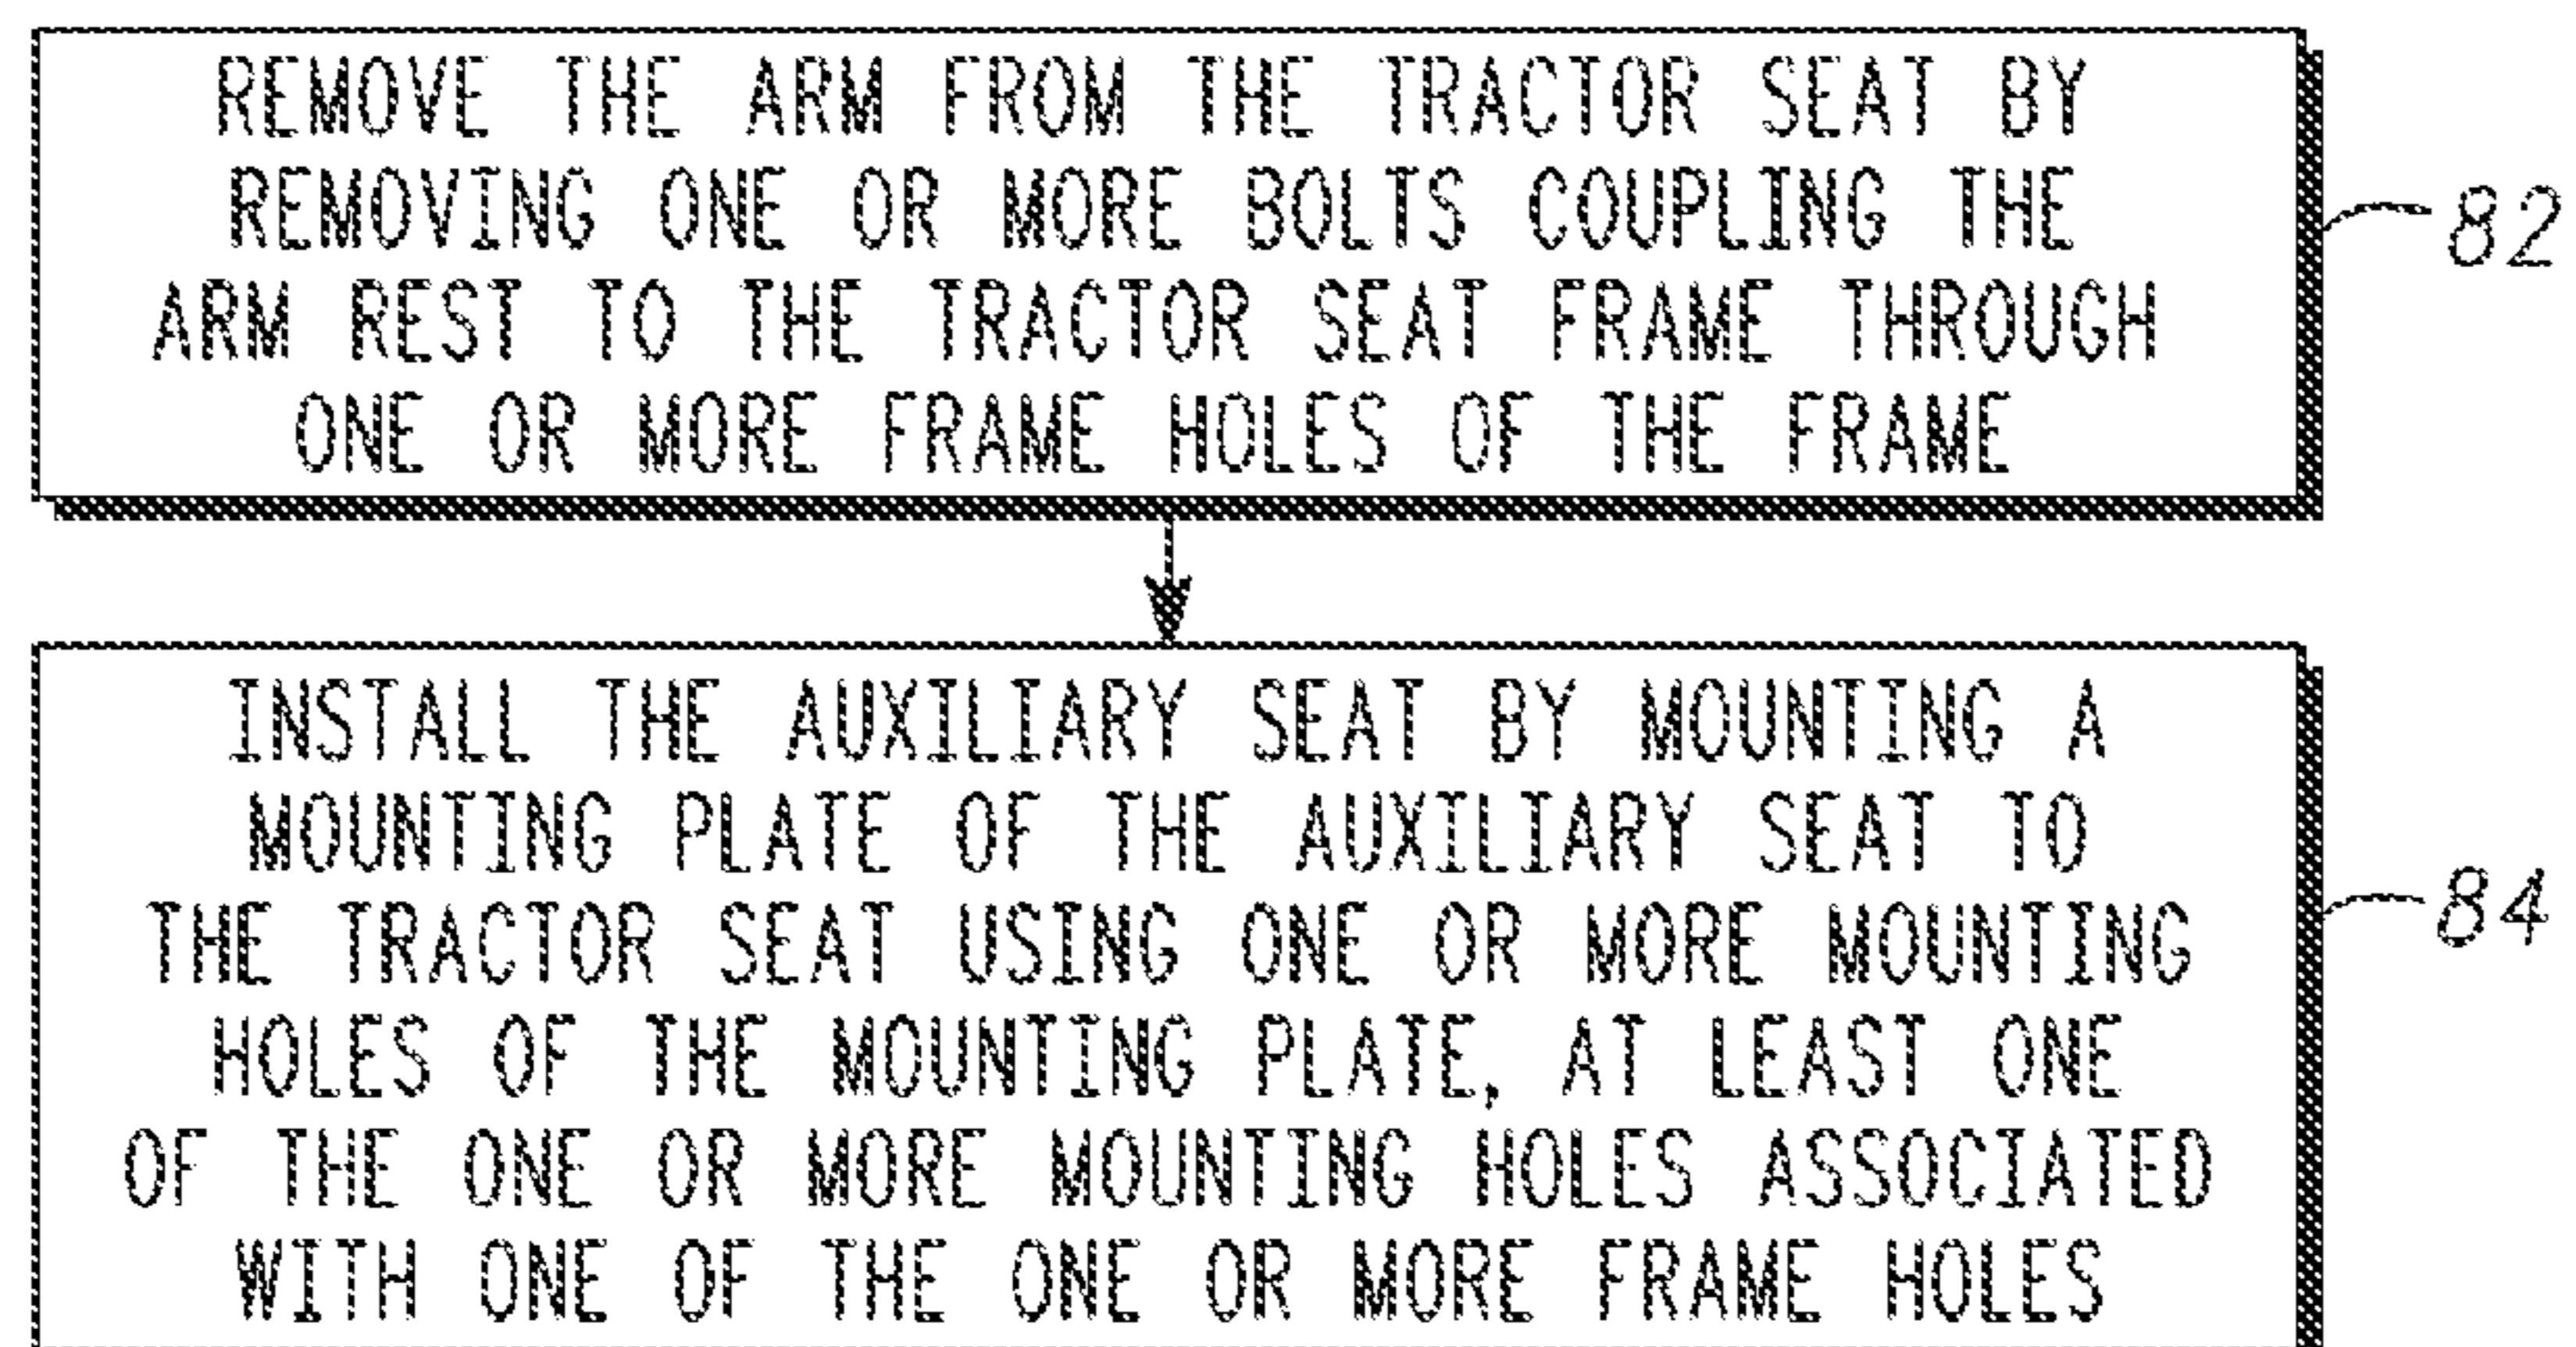 REMOVE THE ARM FROM THE TRACTOR SEAT BY
REMOVING ONE OR MORE BOLTS COUPLING THE
ARM REST TO THE TRACTOR SEAT FRAME THROUGH
ONE OR MORE FRAME HOLES OF THE FRAME
82
INSTALL THE AUXILIARY SEAT BY MOUNTING A
MOUNTING PLATE OF THE AUXILIARY SEAT TO
THE TRACTOR SEAT USING ONE OR MORE MOUNTING
HOLES OF THE MOUNTING PLATE, AT LEAST ONE
OF THE ONE OR MORE MOUNTING HOLES ASSOCIATED
WITH ONE OF THE ONE OR MORE FRAME HOLES
84